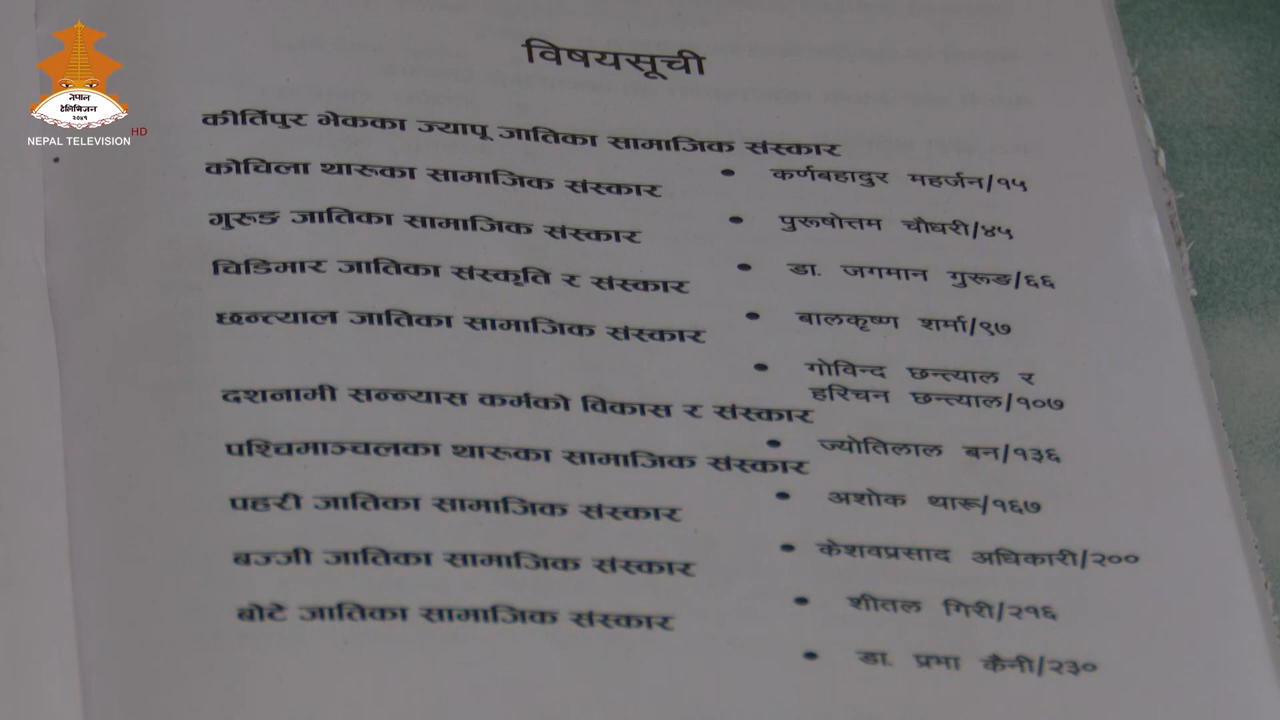 नेपाल
टेलिभिजन
२०४१
NEPAL TELEVISION HD
विषयसूची
कीर्तिपुर भेकका ज्यापू जातिका सामाजिक संस्कार
• कर्णबहादुर महर्जन/१५
कोचिला थारूका सामाजिक संस्कार
• पुरूषोत्तम चौधरी/४५
गुरूङ जातिका सामाजिक संस्कार
• डा. जगमान गुरूङ/६६
चिडिमार जातिका संस्कृति र संस्कार
• बालकृष्ण शर्मा/९७
छन्त्याल जातिका सामाजिक संस्कार
• गोविन्द छन्त्याल र
हरिचन छन्त्याल/१०७
दशनामी सन्न्यास कर्मको विकास र संस्कार
• ज्योतिलाल बन/१३६
पश्चिमाञ्चलका थारूका सामाजिक संस्कार
• अशोक थारू/१६७
पहरी जातिका सामाजिक संस्कार
• केशवप्रसाद अधिकारी/२००
बज्जी जातिका सामाजिक संस्कार
• शीतल गिरी/२१६
बोटे जातिका सामाजिक संस्कार
• डा. प्रभा कैनी/२३०